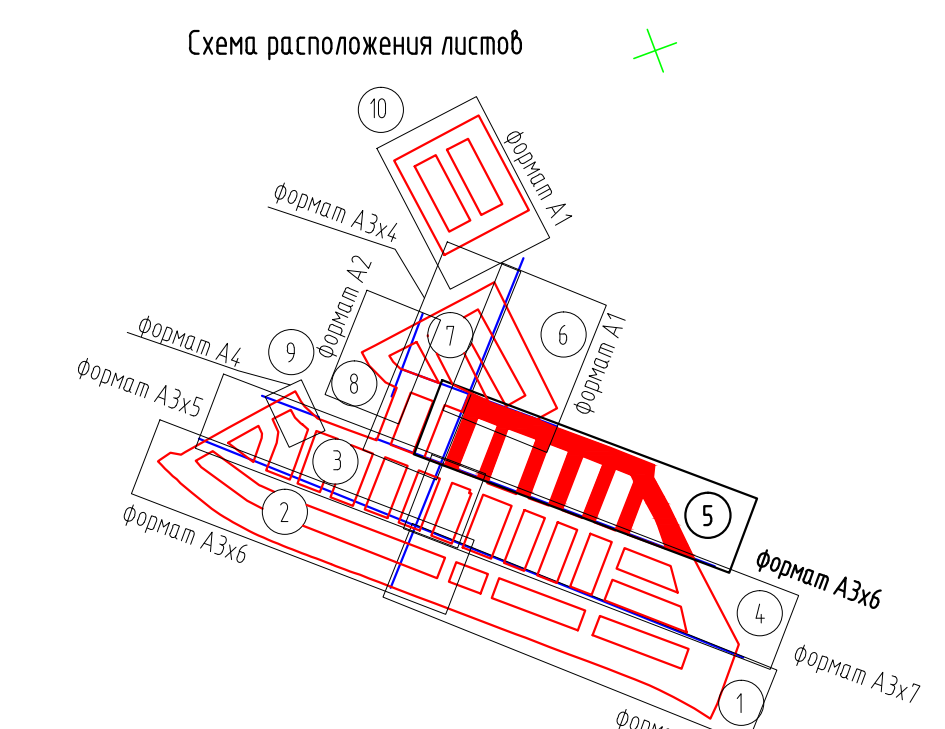 Схема расположения листов
10
формат А1
формат А3х4
формат А2
7
6
формат А1
формат А4
9
8
формат А3х5
3
2
5
формат А3х6
формат А3х6
4
формат А3х7
1